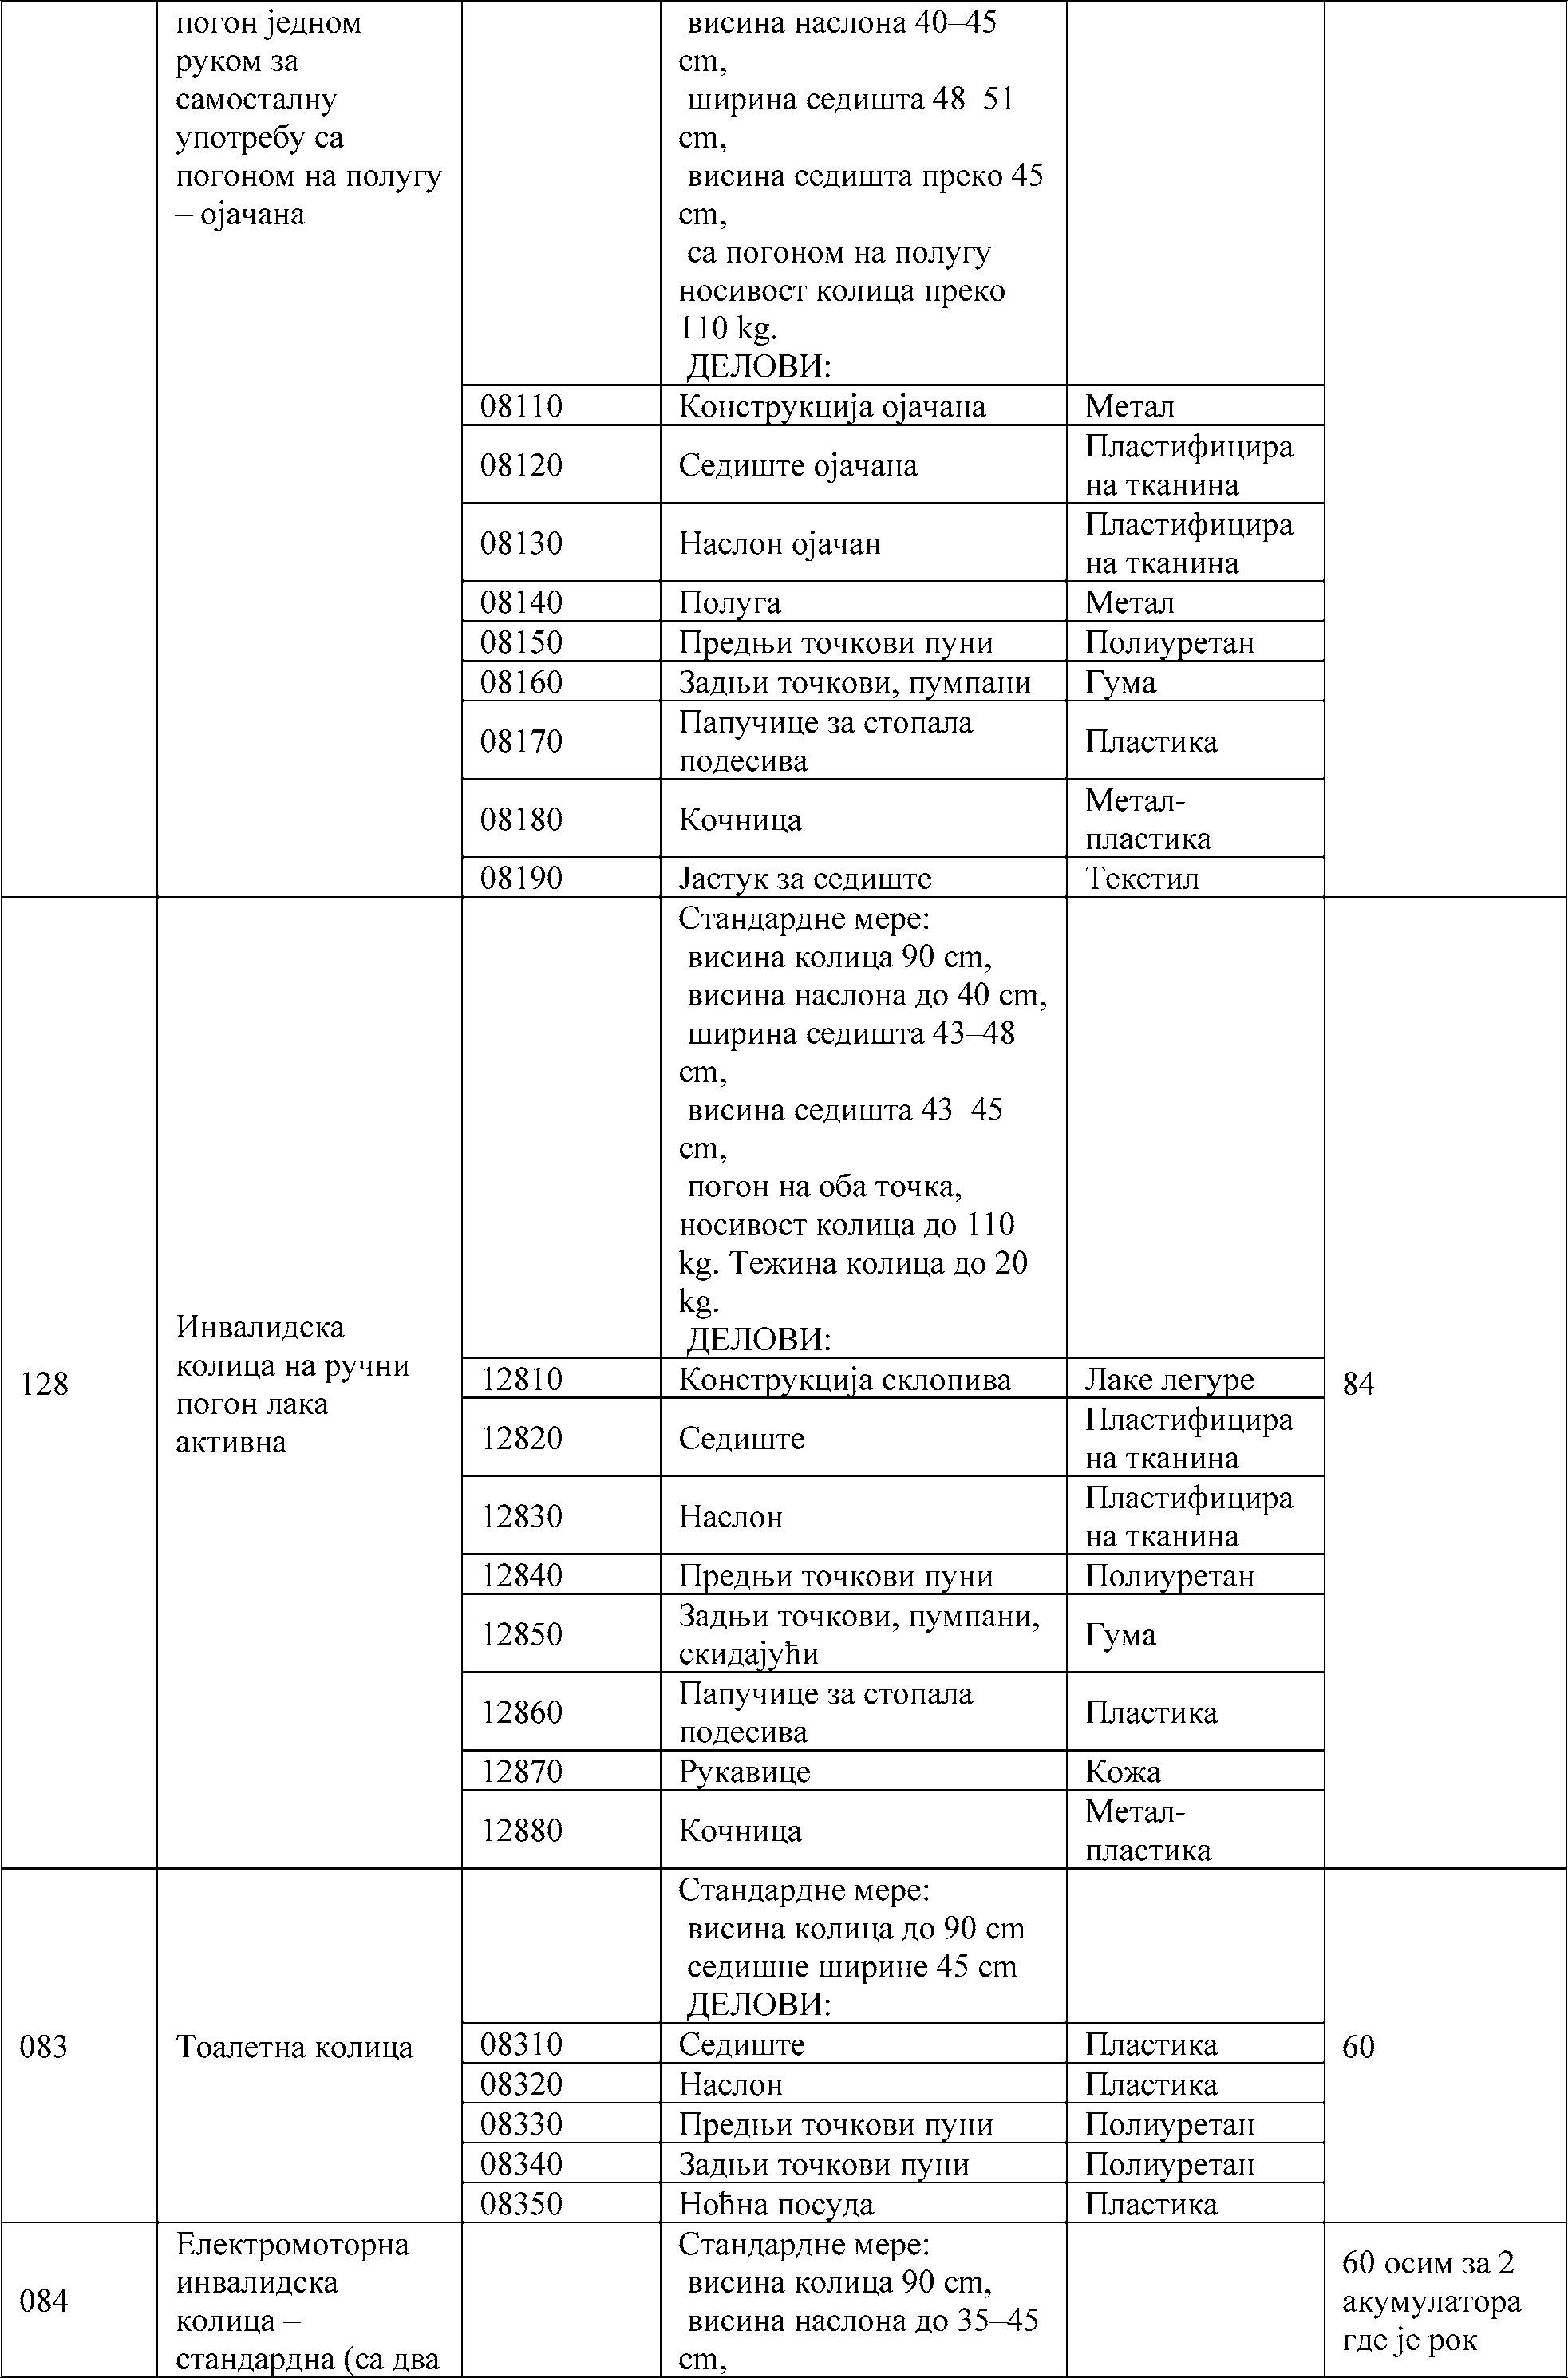 погон једном
руком за
самосталну
употребу са
погоном на полугу
– ојачана
висина наслона 40–45
cm,
ширина седишта 48–51
cm,
висина седишта преко 45
cm,
са погоном на полугу
носивост колица преко
110 kg.
ДЕЛОВИ:
08110 Конструкција ојачана Метал
08120 Седиште ојачана Пластифицира
на тканина
08130 Наслон ојачан Пластифицира
на тканина
08140 Полуга Метал
08150 Предњи точкови пуни Полиуретан
08160 Задњи точкови, пумпани Гума
08170 Папучице за стопала
подесива Пластика
08180 Кочница Метал-
пластика
08190 Јастук за седиште Текстил
128
Инвалидска
колица на ручни
погон лака
активна
Стандардне мере:
висина колица 90 cm,
висина наслона до 40 cm,
ширина седишта 43–48
cm,
висина седишта 43–45
cm,
погон на оба точка,
носивост колица до 110
kg. Тежина колица до 20
kg.
ДЕЛОВИ:
12810 Конструкција склопива Лаке легуре
84
12820 Седиште Пластифицира
на тканина
12830 Наслон Пластифицира
на тканина
12840 Предњи точкови пуни Полиуретан
12850 Задњи точкови, пумпани,
скидајући Гума
12860 Папучице за стопала
подесива Пластика
12870 Рукавице Кожа
12880 Кочница Метал-
пластика
083
Тоалетна колица
Стандардне мере:
висина колица до 90 cm
седишне ширине 45 cm
ДЕЛОВИ:
08310 Седиште Пластика
60
08320 Наслон Пластика
08330 Предњи точкови пуни Полиуретан
08340 Задњи точкови пуни Полиуретан
08350 Ноћна посуда Пластика
084
Електромоторна
инвалидска
колица –
стандардна (са два
Стандардне мере:
висина колица 90 cm,
висина наслона до 35–45
cm,
60 осим за 2
акумулатора
где је рок